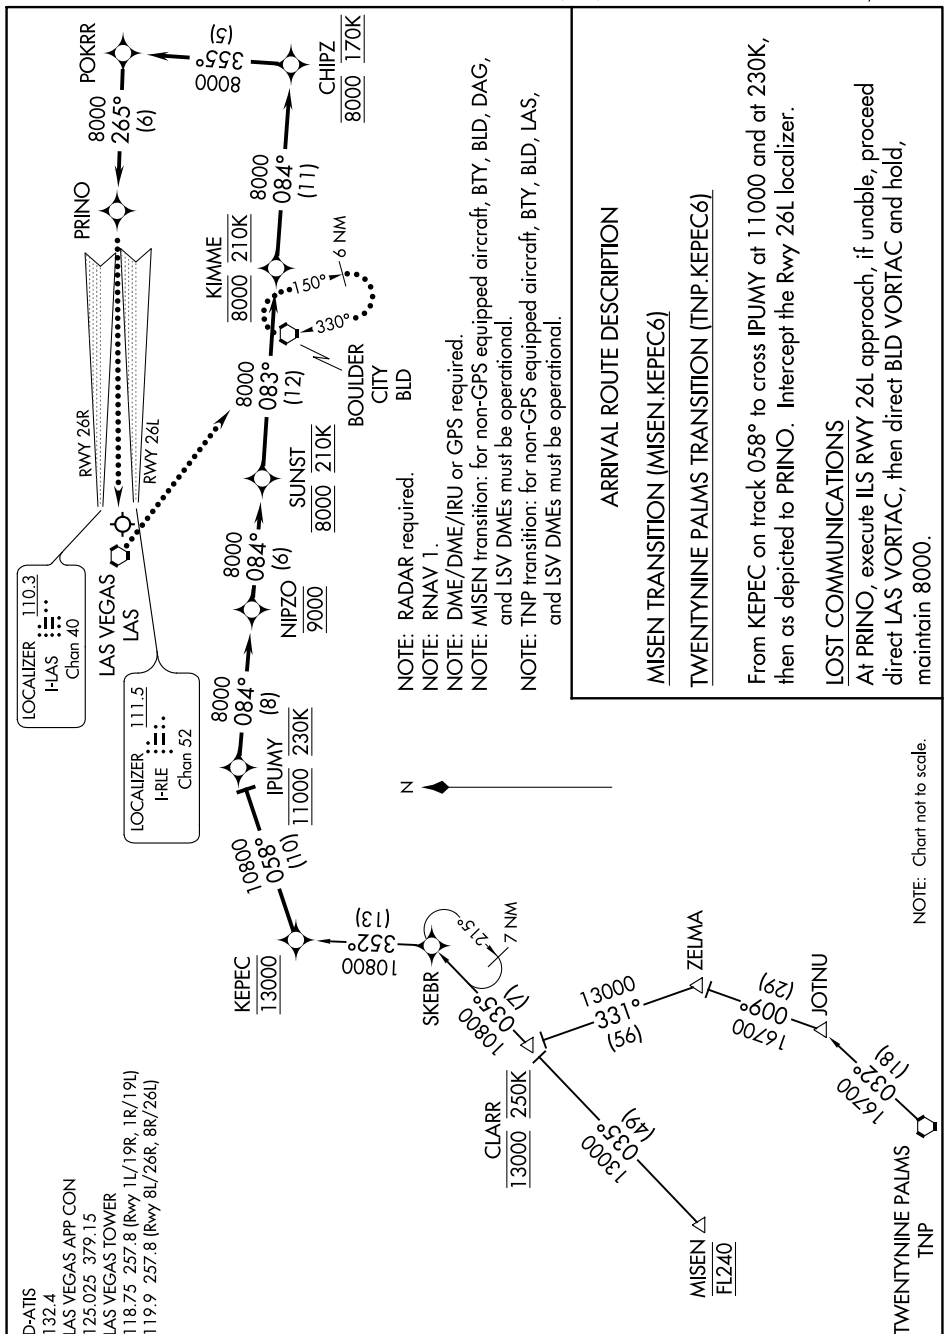 D-ATIS
132.4
LAS VEGAS APP CON
125.025 379.15
LAS VEGAS TOWER
118.75 257.8 (Rwy 1L/19R, 1R/19L)
119.9 257.8 (Rwy 8L/26R, 8R/26L)
LOCALIZER 110.3
I-LAS
Chan 40
LOCALIZER 111.5
I-RLE
Chan 52
LAS VEGAS
LAS
RWY 26R
RWY 26L
PRINO
8000
265°
(6)
POKRR
8000
355°
(5)
CHIPZ
8000 170K
8000
084°
(11)
KIMME
8000 210K
150°
6 NM
330°
BOULDER
CITY
BLD
8000
083°
(12)
SUNST
8000 210K
8000
084°
(6)
NIPZO
9000
8000
084°
(8)
IPUMY
11000 230K
10800
058°
(10)
KEPEC
13000
10800
352°
(13)
SKEBR
215°
7 NM
10800
035°
(7)
CLARR
13000 250K
13000
035°
(49)
MISEN
FL240
13000
331°
(56)
ZELMA
16700
009°
(29)
JOTNU
16700
032°
(18)
TWENTYNINE PALMS
TNP
N
NOTE: Chart not to scale.
NOTE: RADAR required.
NOTE: RNAV 1.
NOTE: DME/DME/IRU or GPS required.
NOTE: MISEN transition: for non-GPS equipped aircraft, BTY, BLD, DAG,
and LSV DMEs must be operational.
NOTE: TNP transition: for non-GPS equipped aircraft, BTY, BLD, LAS,
and LSV DMEs must be operational.
ARRIVAL ROUTE DESCRIPTION
MISEN TRANSITION (MISEN.KEPEC6)
TWENTYNINE PALMS TRANSITION (TNP.KEPEC6)
From KEPEC on track 058° to cross IPUMY at 11000 and at 230K,
then as depicted to PRINO. Intercept the Rwy 26L localizer.
LOST COMMUNICATIONS
At PRINO, execute ILS RWY 26L approach, if unable, proceed
direct LAS VORTAC, then direct BLD VORTAC and hold,
maintain 8000.